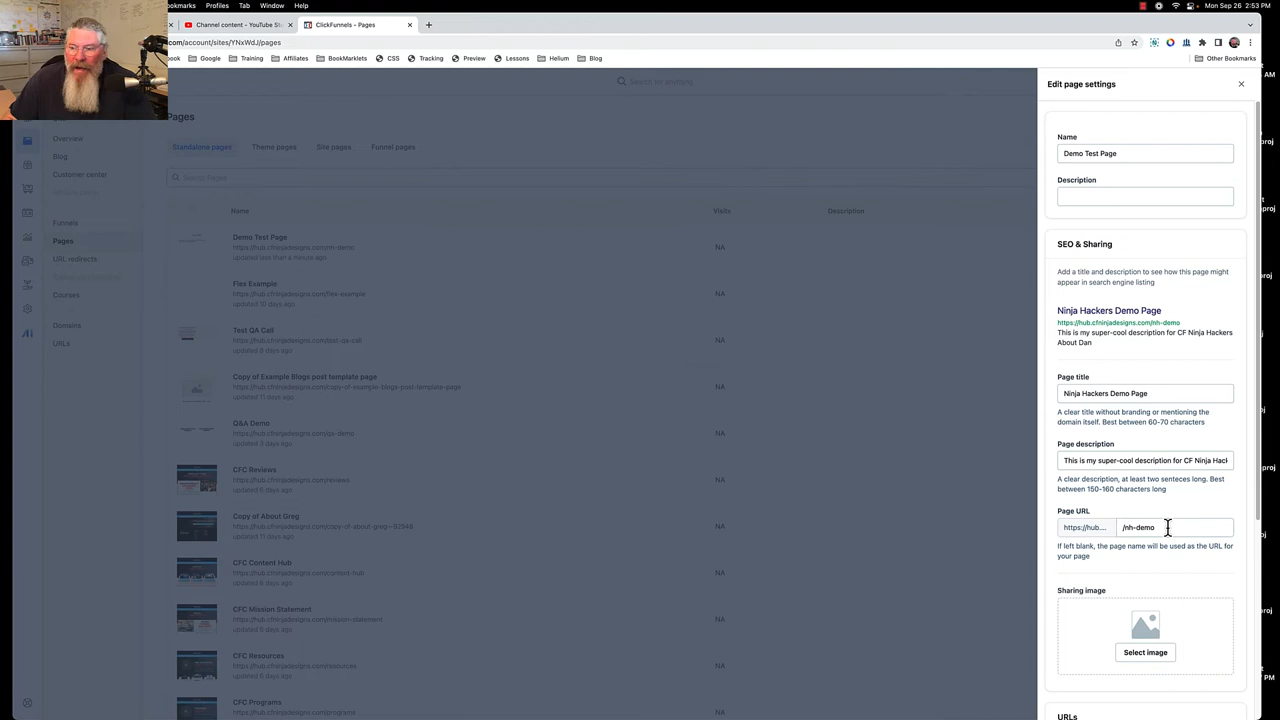 okmarks Profiles Tab Window Help Mon Sep 26 2:53 PM
Channel content - YouTube St ClickFunnels - Pages
.com/account/sites/YNxWdJ/pages
ook Google Training Affiliates BookMarklets CSS Tracking Preview Lessons Helium Blog Other Bookmarks
Search for anything
Edit page settings
Pages
Overview
Blog
Customer center
Funnels
Pages
URL redirects
Courses
Domains
URLs
Standalone pages Theme pages Site pages Funnel pages
Search Pages
Name Visits Description
Demo Test Page
https://hub.cfninjadesigns.com/nh-demo
updated less than a minute ago
NA
Flex Example
https://hub.cfninjadesigns.com/flex-example
updated 10 days ago
NA
Test QA Call
https://hub.cfninjadesigns.com/test-qa-call
updated 8 days ago
NA
Copy of Example Blogs post template page
https://hub.cfninjadesigns.com/copy-of-example-blogs-post-template-page
updated 11 days ago
NA
Q&A Demo
https://hub.cfninjadesigns.com/qa-demo
updated 3 days ago
NA
CFC Reviews
https://hub.cfninjadesigns.com/reviews
updated 6 days ago
NA
Copy of About Greg
https://hub.cfninjadesigns.com/copy-of-about-greg--92948
updated 6 days ago
NA
CFC Content Hub
https://hub.cfninjadesigns.com/content-hub
updated 6 days ago
NA
CFC Mission Statement
https://hub.cfninjadesigns.com/mission-statement
updated 6 days ago
NA
CFC Resources
https://hub.cfninjadesigns.com/resources
updated 6 days ago
NA
CFC Programs
https://hub.cfninjadesigns.com/programs
NA
Name
Demo Test Page
Description
SEO & Sharing
Add a title and description to see how this page might
appear in search engine listing
Ninja Hackers Demo Page
https://hub.cfninjadesigns.com/nh-demo
This is my super-cool description for CF Ninja Hackers
About Dan
Page title
Ninja Hackers Demo Page
A clear title without branding or mentioning the
domain itself. Best between 60-70 characters
Page description
This is my super-cool description for CF Ninja Hack
A clear description, at least two senteces long. Best
between 150-160 characters long
Page URL
https://hub.... /nh-demo
If left blank, the page name will be used as the URL for
your page
Sharing image
Select image
URLs